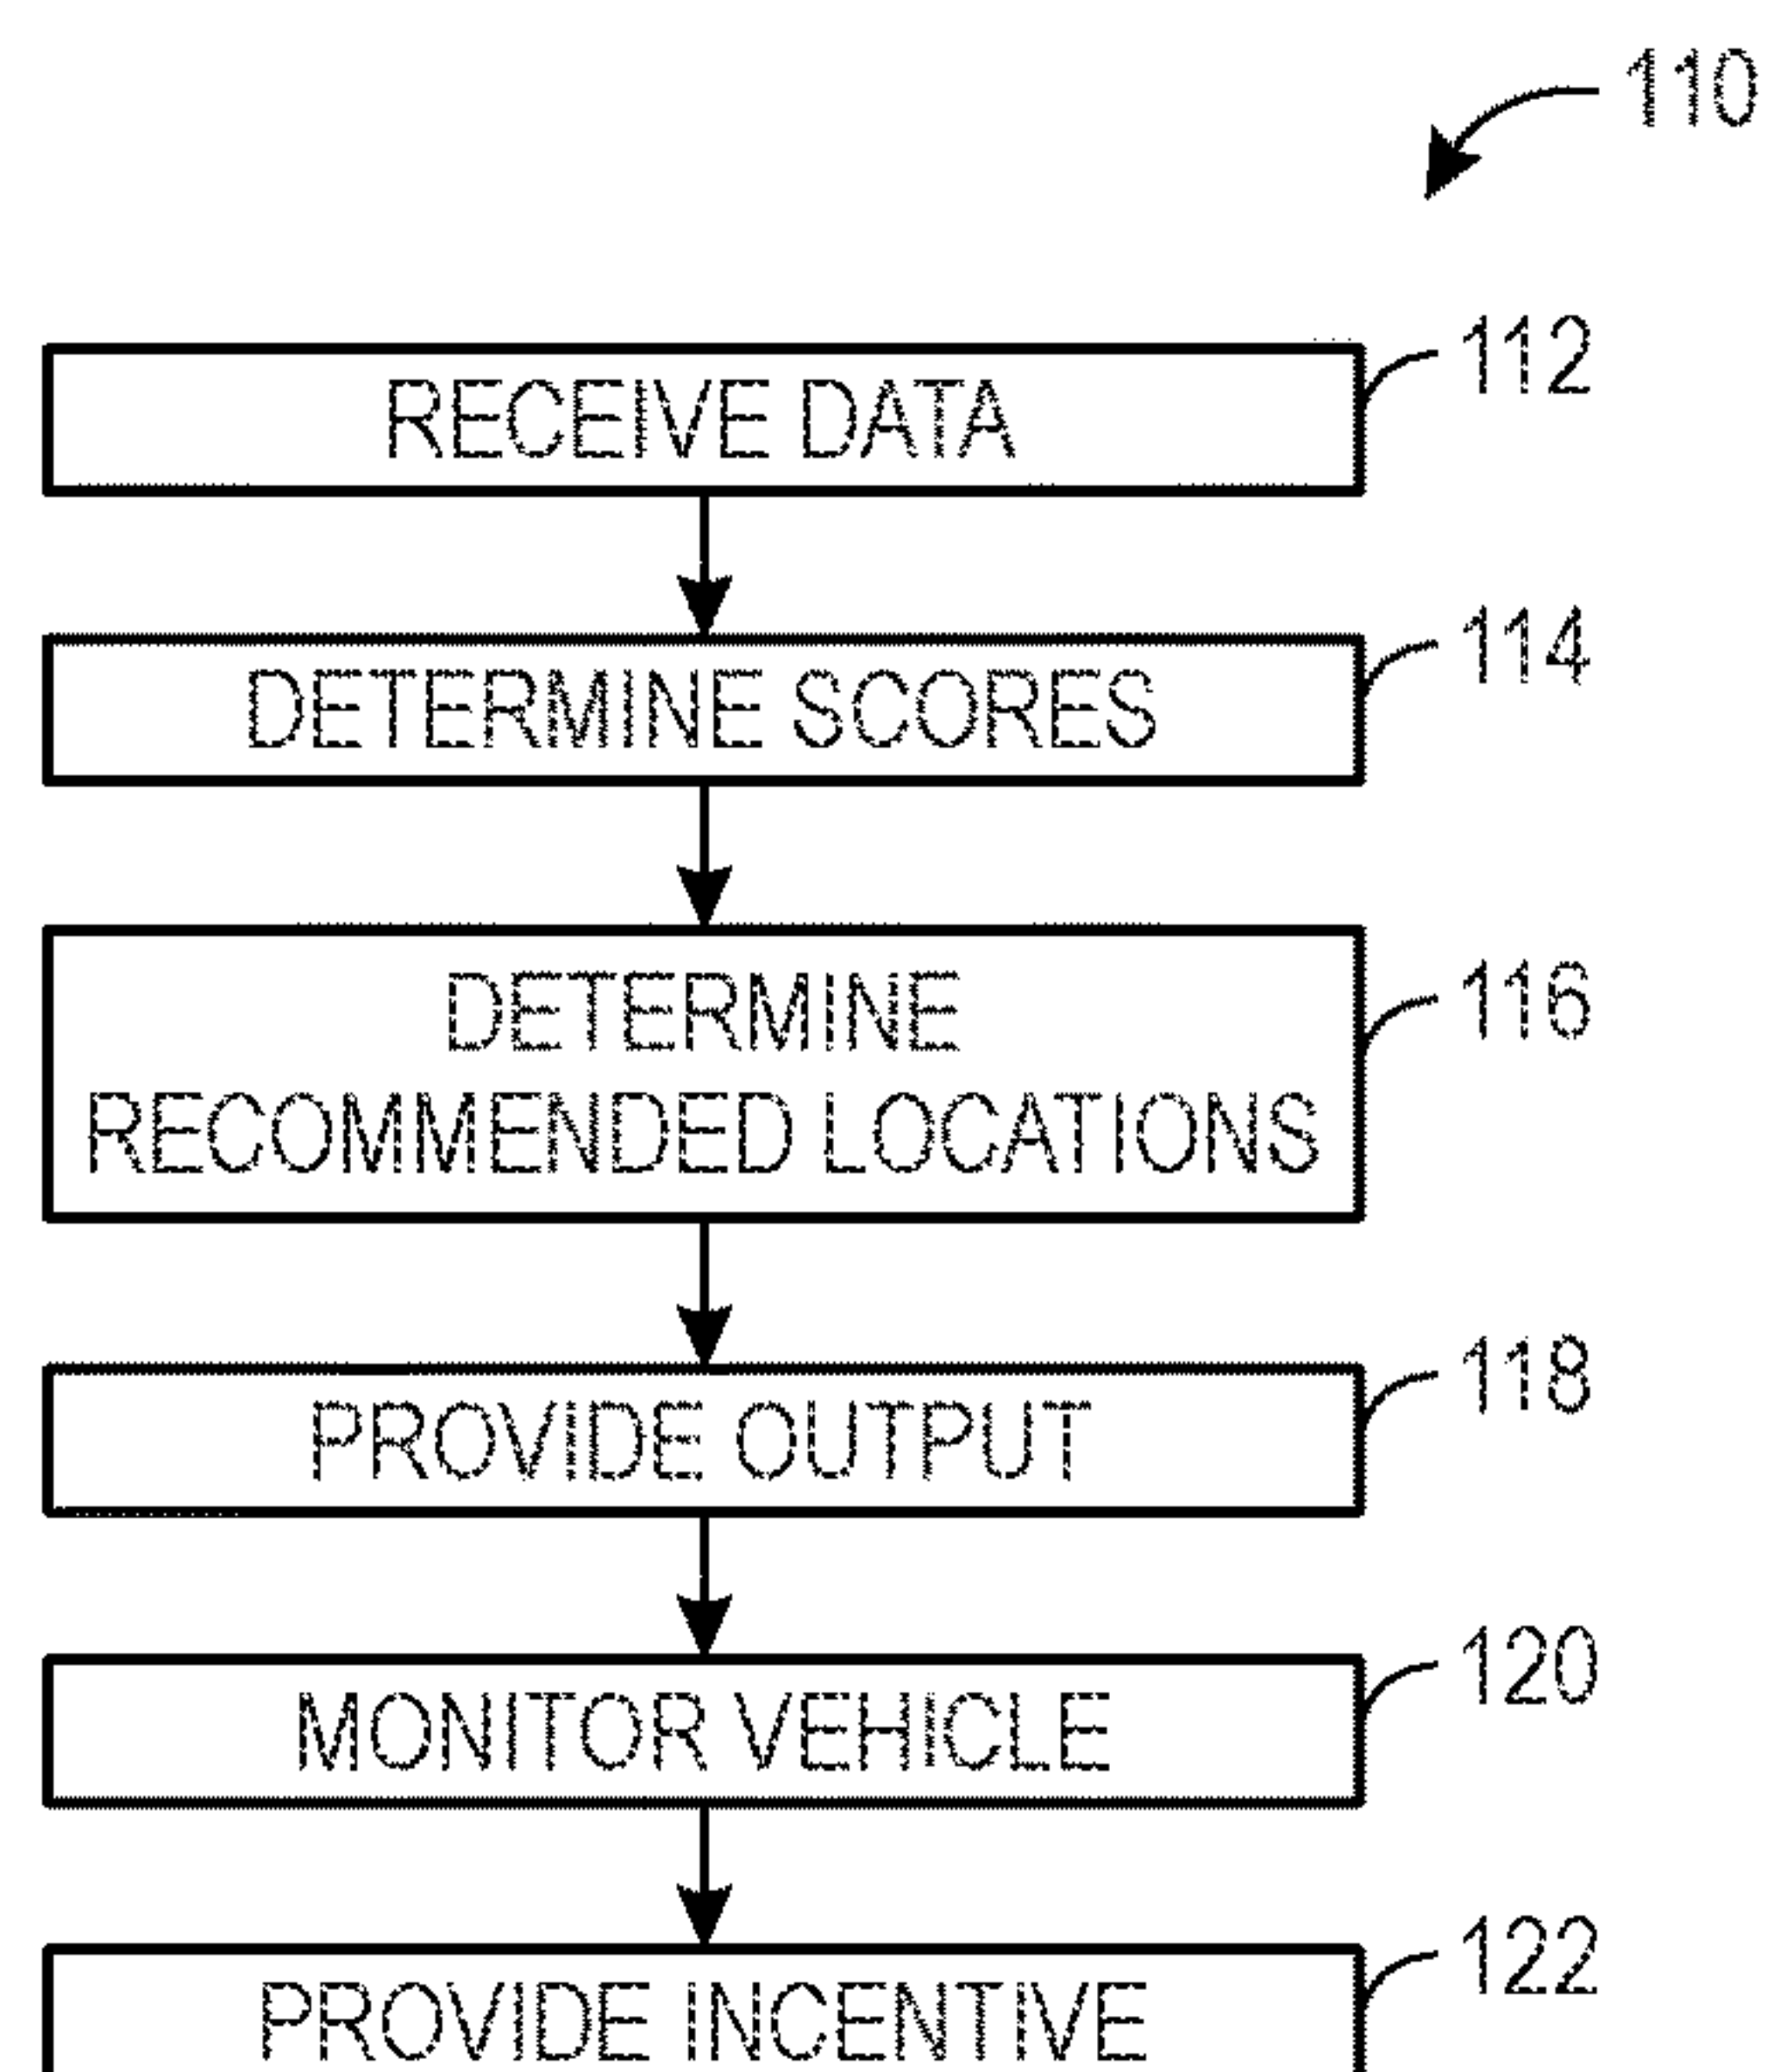 110
RECEIVE DATA
112
DETERMINE SCORES
114
DETERMINE
RECOMMENDED LOCATIONS
116
PROVIDE OUTPUT
118
MONITOR VEHICLE
120
PROVIDE INCENTIVE
122